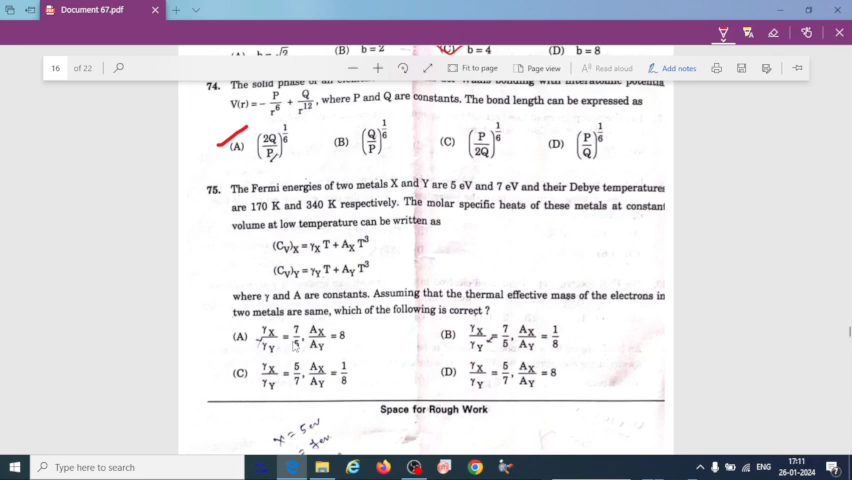 Document 67.pdf
(A) b = √2
(B) b = 2
(C) b = 4
(D) b = 8
16 of 22
Fit to page
Page view
Read aloud
Add notes
74. The solid phase of an
bonding with interatomic potential
V(r) = − P/r⁶ + Q/r¹², where P and Q are constants. The bond length can be expressed as
(A) (2Q/P)^(1/6)
(B) (Q/P)^(1/6)
(C) (P/2Q)^(1/6)
(D) (P/Q)^(1/6)
75. The Fermi energies of two metals X and Y are 5 eV and 7 eV and their Debye temperatures
are 170 K and 340 K respectively. The molar specific heats of these metals at constant
volume at low temperature can be written as
(C_V)_X = γ_X T + A_X T³
(C_V)_Y = γ_Y T + A_Y T³
where γ and A are constants. Assuming that the thermal effective mass of the electrons in
two metals are same, which of the following is correct ?
(A) γ_X/γ_Y = 7/5, A_X/A_Y = 8
(B) γ_X/γ_Y = 7/5, A_X/A_Y = 1/8
(C) γ_X/γ_Y = 5/7, A_X/A_Y = 1/8
(D) γ_X/γ_Y = 5/7, A_X/A_Y = 8
Space for Rough Work
x = 5 ev
Type here to search
ENG
17:11
26-01-2024